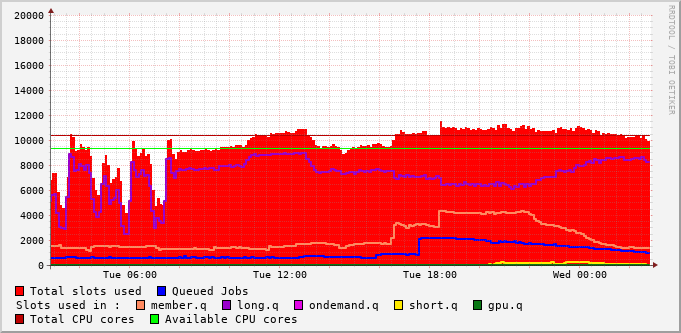 20000
18000
16000
14000
12000
10000
8000
6000
4000
2000
0
Tue 06:00 Tue 12:00 Tue 18:00 Wed 00:00
Total slots used Queued Jobs
Slots used in : member.q long.q ondemand.q short.q gpu.q
Total CPU cores Available CPU cores
RRDTOOL / TOBI OETIKER